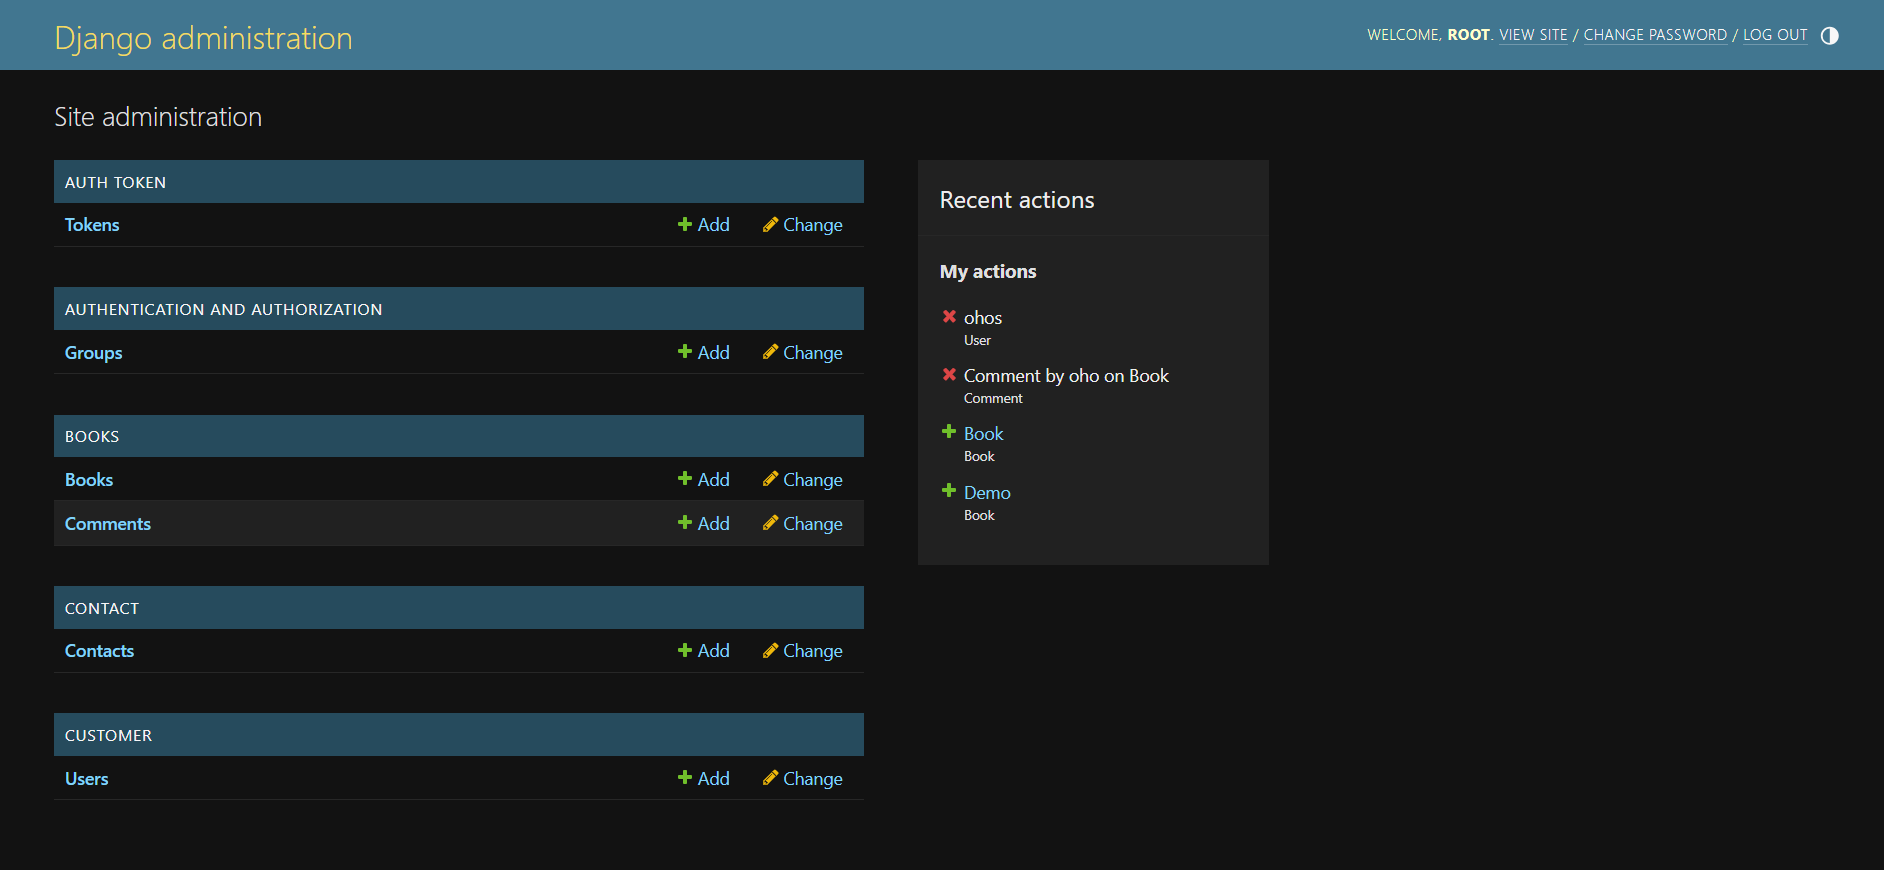 Django administration
WELCOME, ROOT. VIEW SITE / CHANGE PASSWORD / LOG OUT
Site administration
AUTH TOKEN
Tokens Add Change
AUTHENTICATION AND AUTHORIZATION
Groups Add Change
BOOKS
Books Add Change
Comments Add Change
CONTACT
Contacts Add Change
CUSTOMER
Users Add Change
Recent actions
My actions
ohos
User
Comment by oho on Book
Comment
Book
Book
Demo
Book